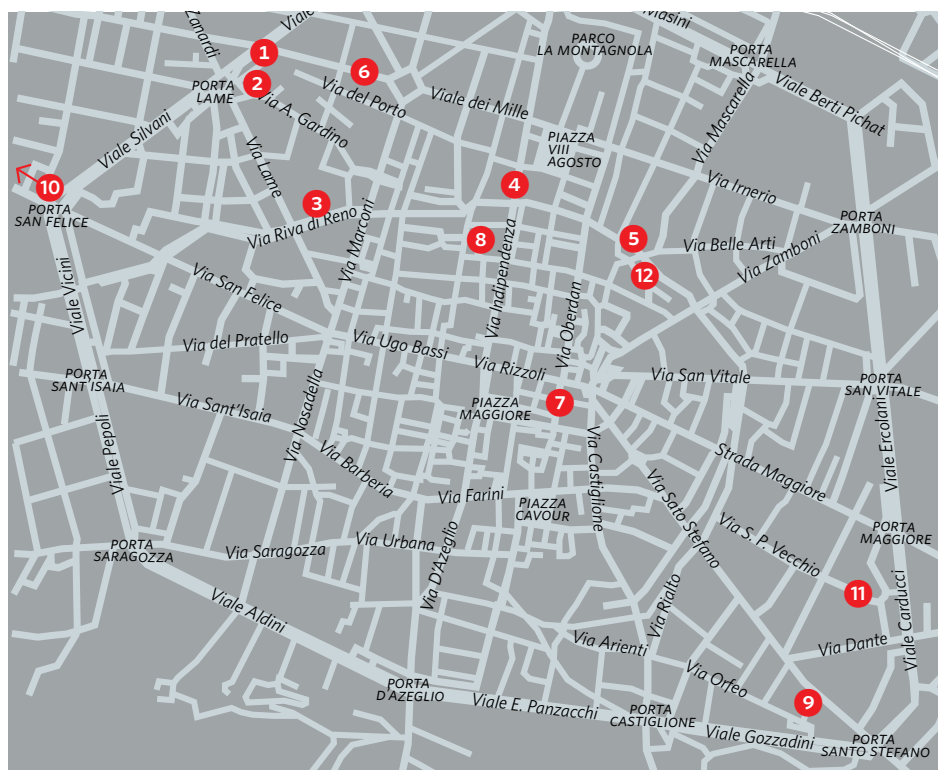 Zanardi
Viale
Masini
1
PARCO
LA MONTAGNOLA
PORTA
MASCARELLA
6
2
PORTA
LAME
Via A. Gardino
Via del Porto
Viale dei Mille
Viale Berti Pichat
Viale Silvani
Via Lame
PIAZZA
VIII
AGOSTO
Via Mascarella
10
PORTA
SAN FELICE
4
Via Irnerio
3
Via Riva di Reno
Via Marconi
8
5
Via Belle Arti
PORTA
ZAMBONI
12
Via Zamboni
Viale Vicini
Via San Felice
Via Indipendenza
Via Oberdan
Via del Pratello
Via Ugo Bassi
Via Rizzoli
Via San Vitale
PORTA
SANT'ISAIA
PORTA
SAN VITALE
Via Sant'Isaia
Via Nosadella
PIAZZA
MAGGIORE
7
Viale Pepoli
Via Barberia
Via Castiglione
Strada Maggiore
Viale Ercolani
Via Farini
PIAZZA
CAVOUR
Via Sato Stefano
Via S. P. Vecchio
PORTA
MAGGIORE
PORTA
SARAGOZZA
Via Saragozza
Via Urbana
Via D'Azeglio
11
Viale Aldini
Via Rialto
Viale Carducci
Via Arienti
Via Dante
Via Orfeo
9
PORTA
D'AZEGLIO
Viale E. Panzacchi
PORTA
CASTIGLIONE
Viale Gozzadini
PORTA
SANTO STEFANO